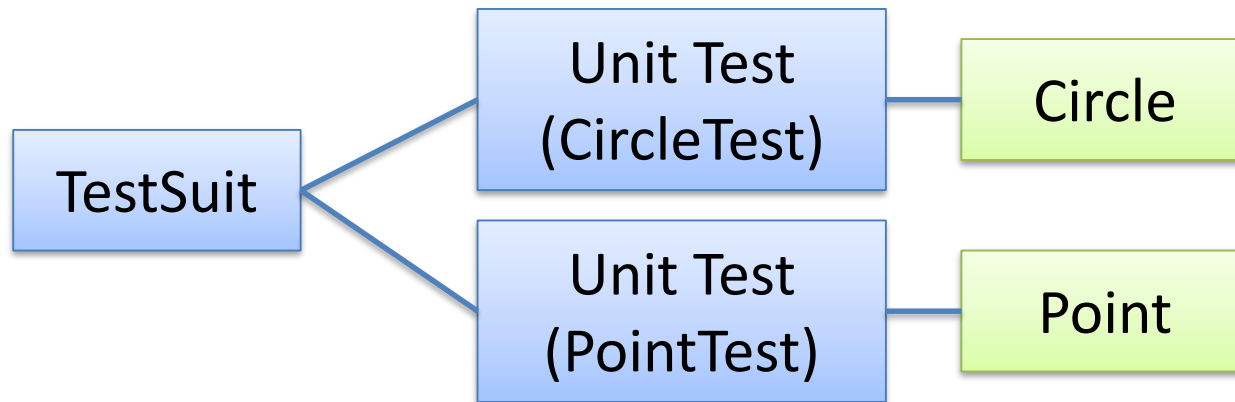 TestSuit
Unit Test
(CircleTest)
Circle
Unit Test
(PointTest)
Point